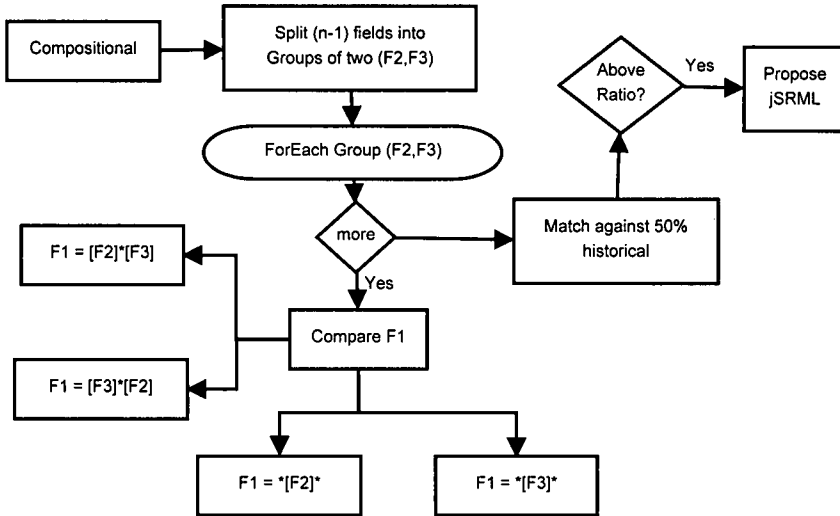 Compositional
Split (n-1) fields into
Groups of two (F2,F3)
Above
Ratio?
Yes
Propose
jSRML
ForEach Group (F2,F3)
more
Match against 50%
historical
F1 = [F2]*[F3]
Yes
Compare F1
F1 = [F3]*[F2]
F1 = *[F2]*
F1 = *[F3]*